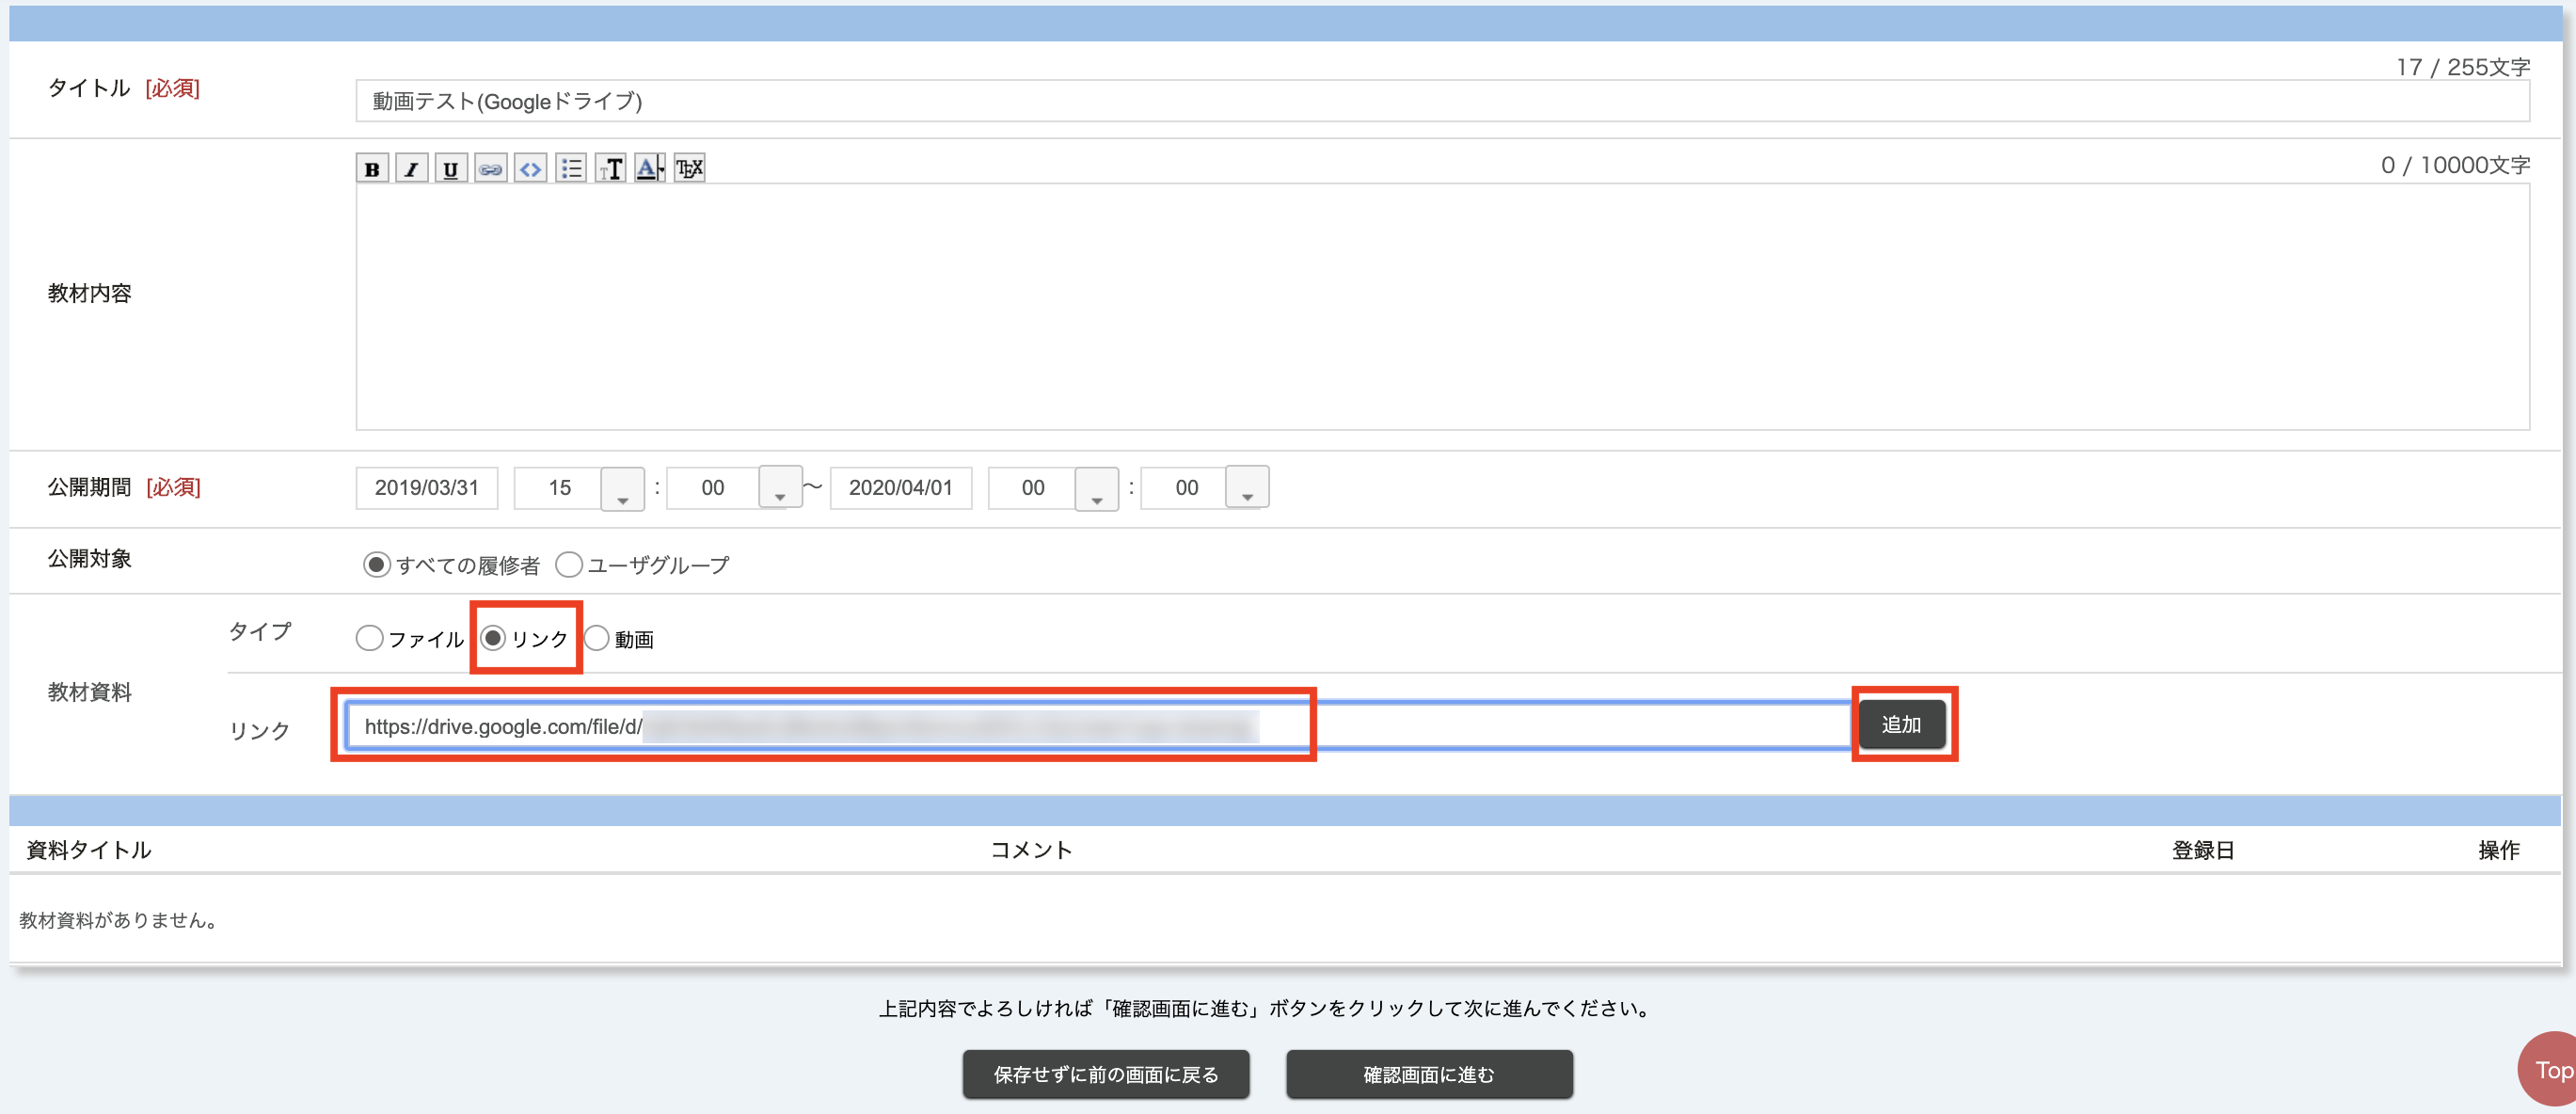 17 / 255文字
タイトル [必須]
動画テスト(Googleドライブ)
B I U <> TT A TEX
0 / 10000文字
教材内容
公開期間 [必須] 2019/03/31 15 : 00 ～ 2020/04/01 00 : 00
公開対象 すべての履修者 ユーザグループ
タイプ ファイル リンク 動画
教材資料
リンク https://drive.google.com/file/d/ 追加
資料タイトル コメント 登録日 操作
教材資料がありません。
上記内容でよろしければ「確認画面に進む」ボタンをクリックして次に進んでください。
保存せずに前の画面に戻る 確認画面に進む
Top